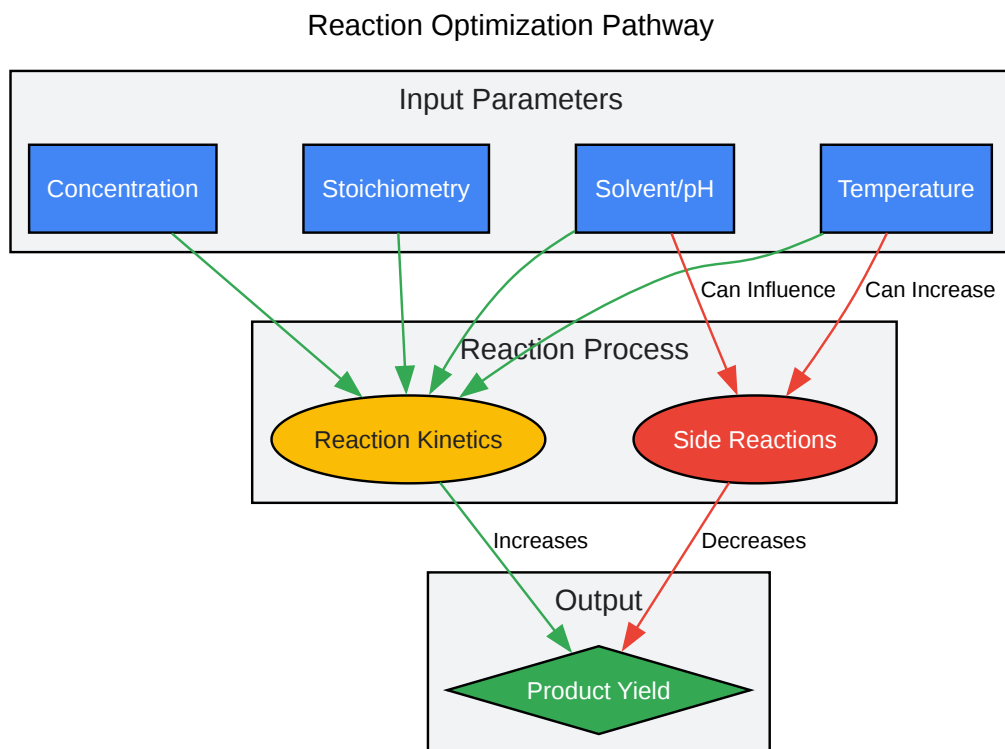 Reaction Optimization Pathway
Input Parameters
Concentration
Stoichiometry
Solvent/pH
Temperature
Can Influence
Can Increase
Reaction Process
Reaction Kinetics
Side Reactions
Increases
Decreases
Output
Product Yield